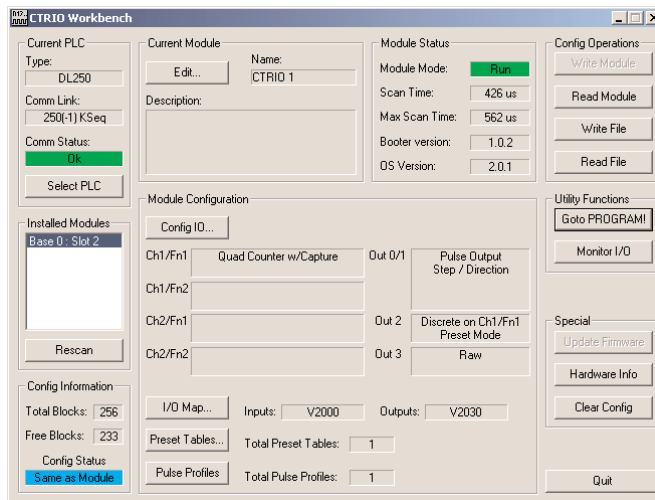 CTRIO Workbench
Current PLC
Type:
DL250
Comm Link:
250(-1) KSeq
Comm Status:
Ok
Select PLC
Installed Modules
Base 0 : Slot 2
Rescan
Config Information
Total Blocks: 256
Free Blocks: 233
Config Status
Same as Module
Current Module
Edit...
Name:
CTRIO 1
Description:
Module Status
Module Mode: Run
Scan Time: 426 us
Max Scan Time: 562 us
Booter version: 1.0.2
OS Version: 2.0.1
Module Configuration
Config IO...
Ch1/Fn1 Quad Counter w/Capture
Ch1/Fn2
Ch2/Fn1
Ch2/Fn2
Out 0/1 Pulse Output
Step / Direction
Out 2 Discrete on Ch1/Fn1
Preset Mode
Out 3 Raw
I/O Map... Inputs: V2000 Outputs: V2030
Preset Tables... Total Preset Tables: 1
Pulse Profiles Total Pulse Profiles: 1
Config Operations
Write Module
Read Module
Write File
Read File
Utility Functions
Goto PROGRAM!
Monitor I/O
Special
Update Firmware
Hardware Info
Clear Config
Quit